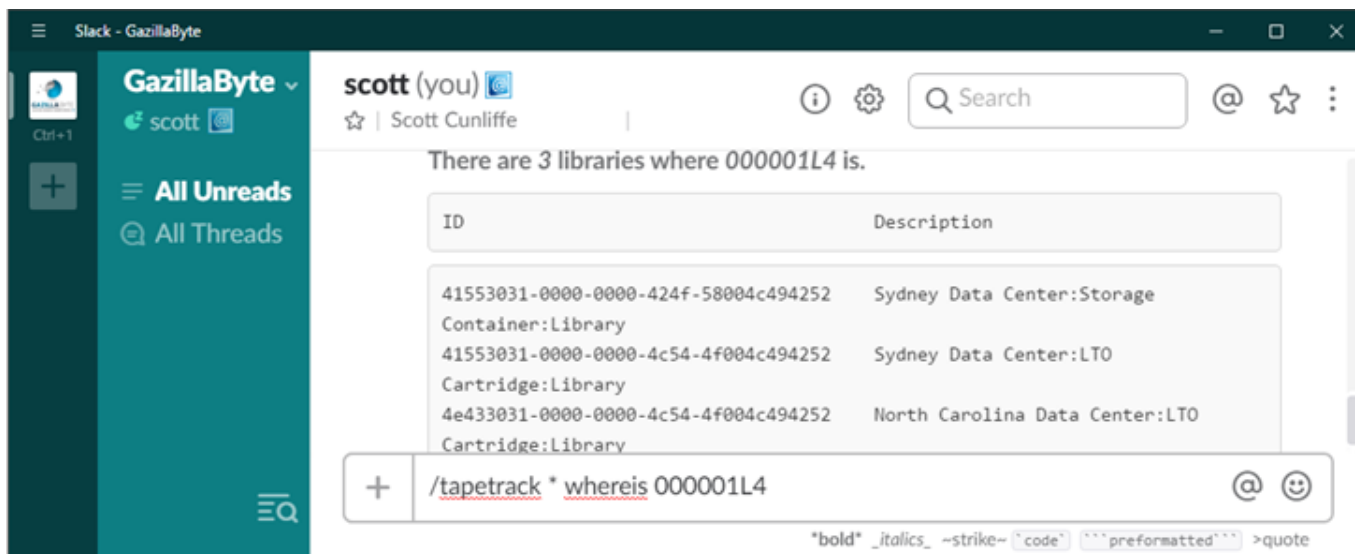 Slack - GazillaByte
Ctrl+1
GazillaByte
scott
All Unreads
All Threads
scott (you)
Scott Cunliffe
Search
There are 3 libraries where 000001L4 is.
ID Description
41553031-0000-0000-424f-58004c494252 Sydney Data Center:Storage
Container:Library
41553031-0000-0000-4c54-4f004c494252 Sydney Data Center:LTO
Cartridge:Library
4e433031-0000-0000-4c54-4f004c494252 North Carolina Data Center:LTO
Cartridge:Library
/tapetrack * whereis 000001L4
*bold* _italics_ ~strike~ `code` ```preformatted``` >quote